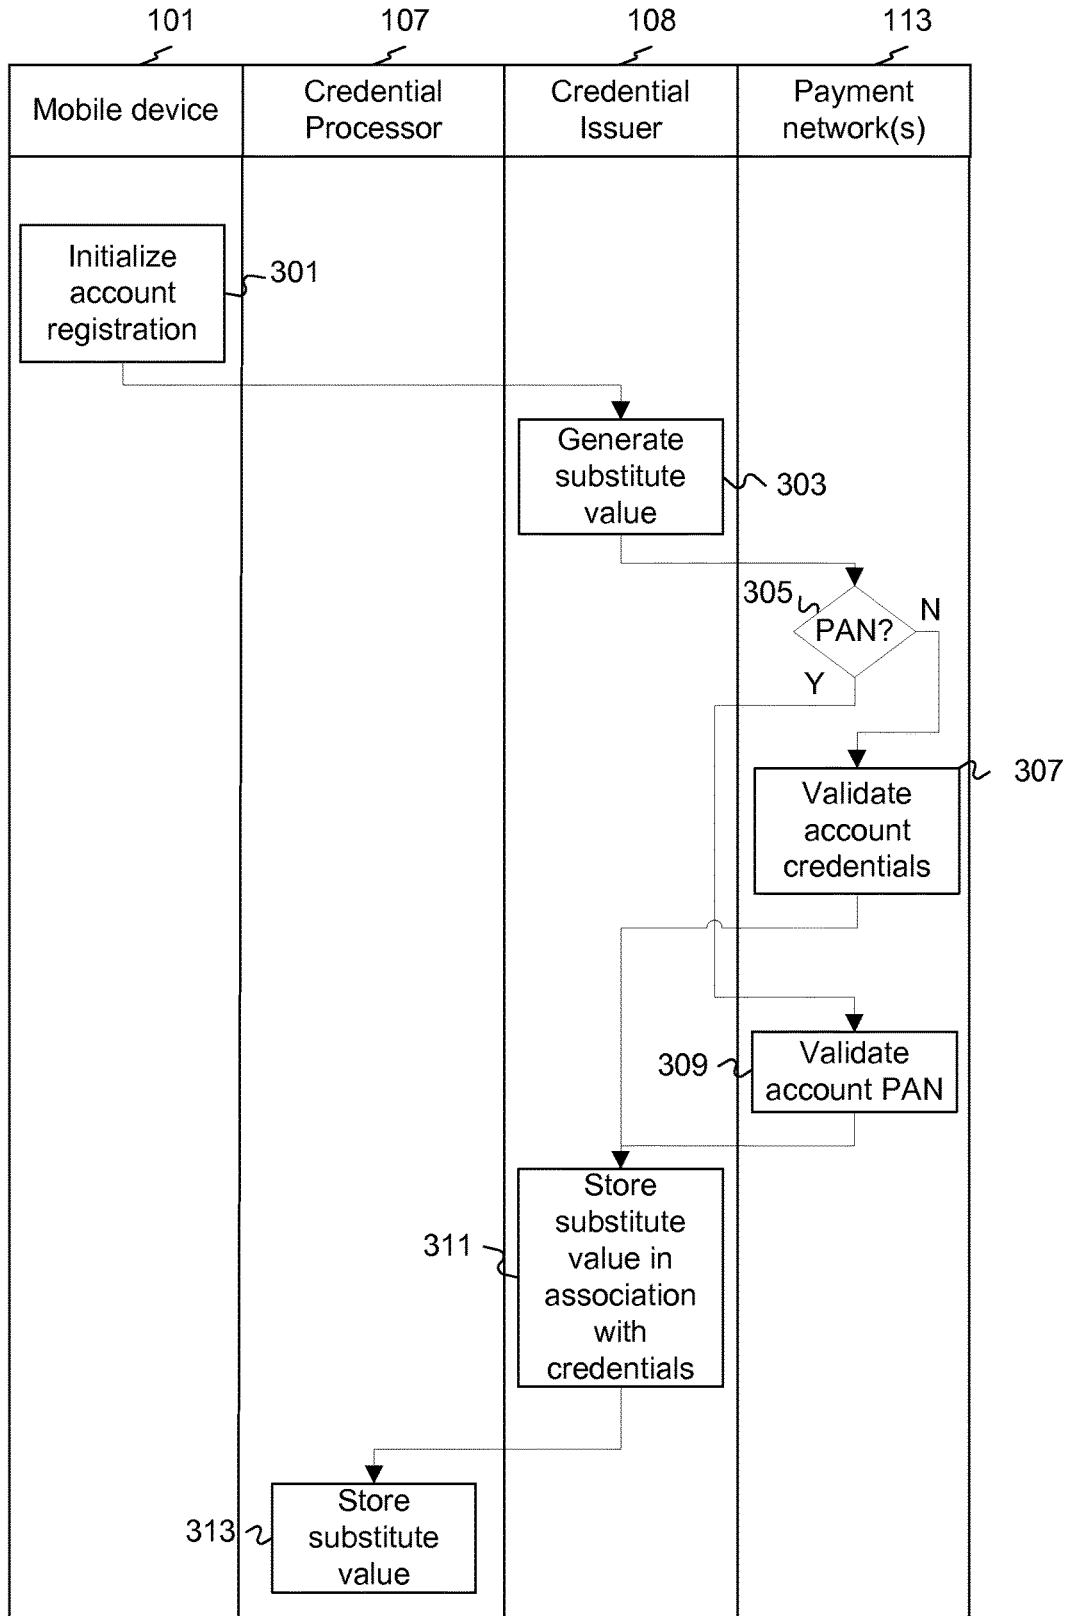 101
107
108
113
Mobile device
Credential
Processor
Credential
Issuer
Payment
network(s)
Initialize
account
registration
301
Generate
substitute
value
303
305
PAN?
N
Y
307
Validate
account
credentials
309
Validate
account PAN
311
Store
substitute
value in
association
with
credentials
313
Store
substitute
value